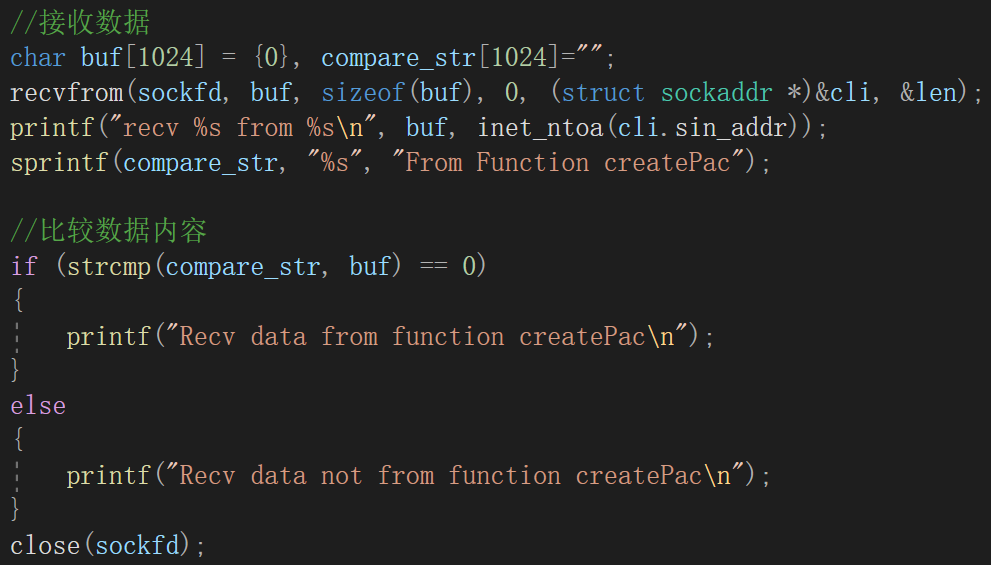 //接收数据
char buf[1024] = {0}, compare_str[1024]="";
recvfrom(sockfd, buf, sizeof(buf), 0, (struct sockaddr *)&cli, &len);
printf("recv %s from %s\n", buf, inet_ntoa(cli.sin_addr));
sprintf(compare_str, "%s", "From Function createPac");
//比较数据内容
if (strcmp(compare_str, buf) == 0)
{
    printf("Recv data from function createPac\n");
}
else
{
    printf("Recv data not from function createPac\n");
}
close(sockfd);